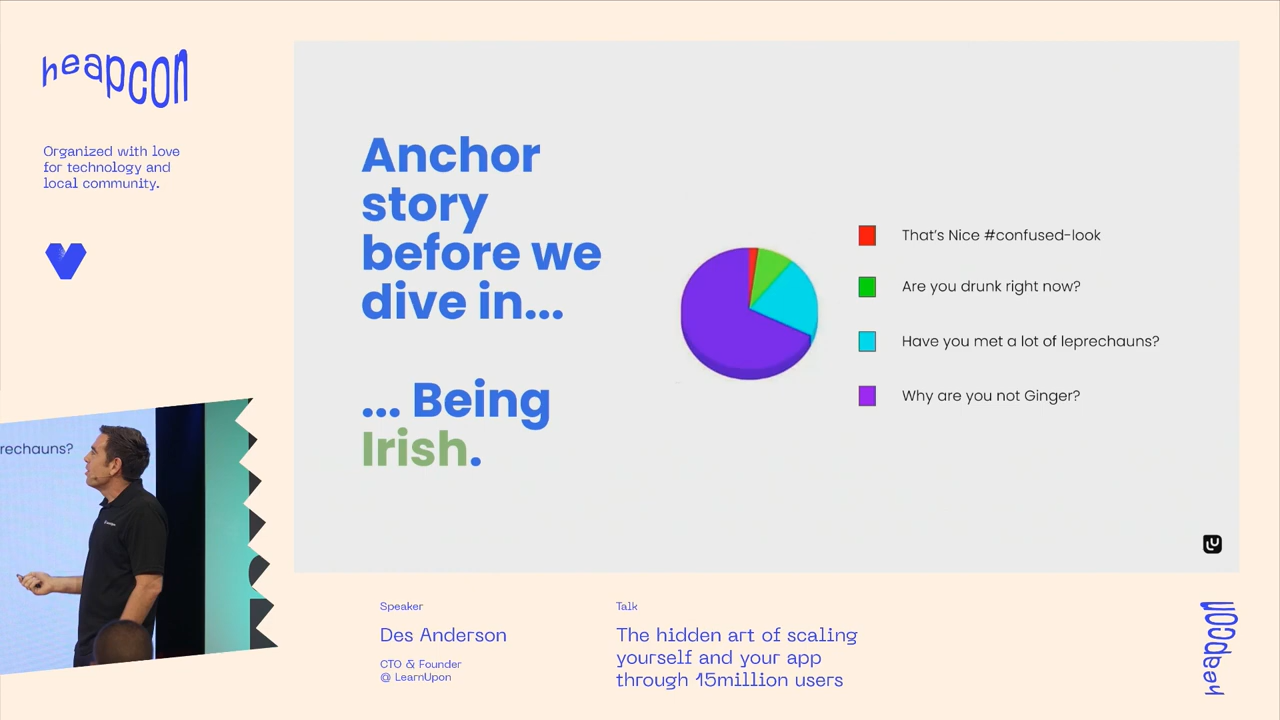 heapcon
Organized with love
for technology and
local community.
Anchor
story
before we
dive in...
... Being
Irish.
That's Nice #confused-look
Are you drunk right now?
Have you met a lot of leprechauns?
Why are you not Ginger?
rechauns?
Speaker
Des Anderson
CTO & Founder
@ LearnUpon
Talk
The hidden art of scaling
yourself and your app
through 15million users
heapcon